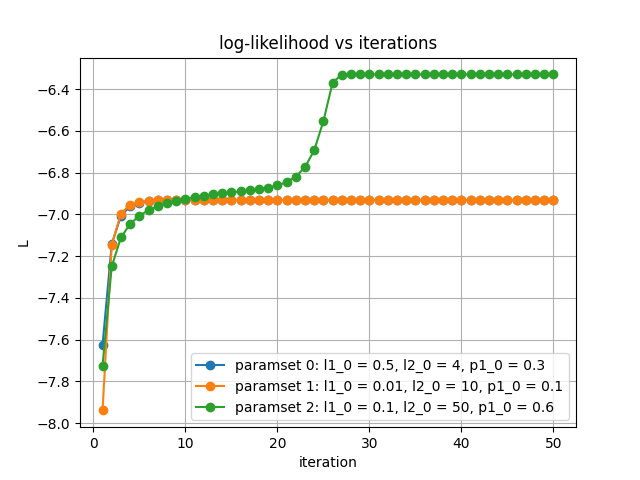 log-likelihood vs iterations
L
−6.4
−6.6
−6.8
−7.0
−7.2
−7.4
−7.6
−7.8
−8.0
paramset 0: l1_0 = 0.5, l2_0 = 4, p1_0 = 0.3
paramset 1: l1_0 = 0.01, l2_0 = 10, p1_0 = 0.1
paramset 2: l1_0 = 0.1, l2_0 = 50, p1_0 = 0.6
0 10 20 30 40 50
iteration